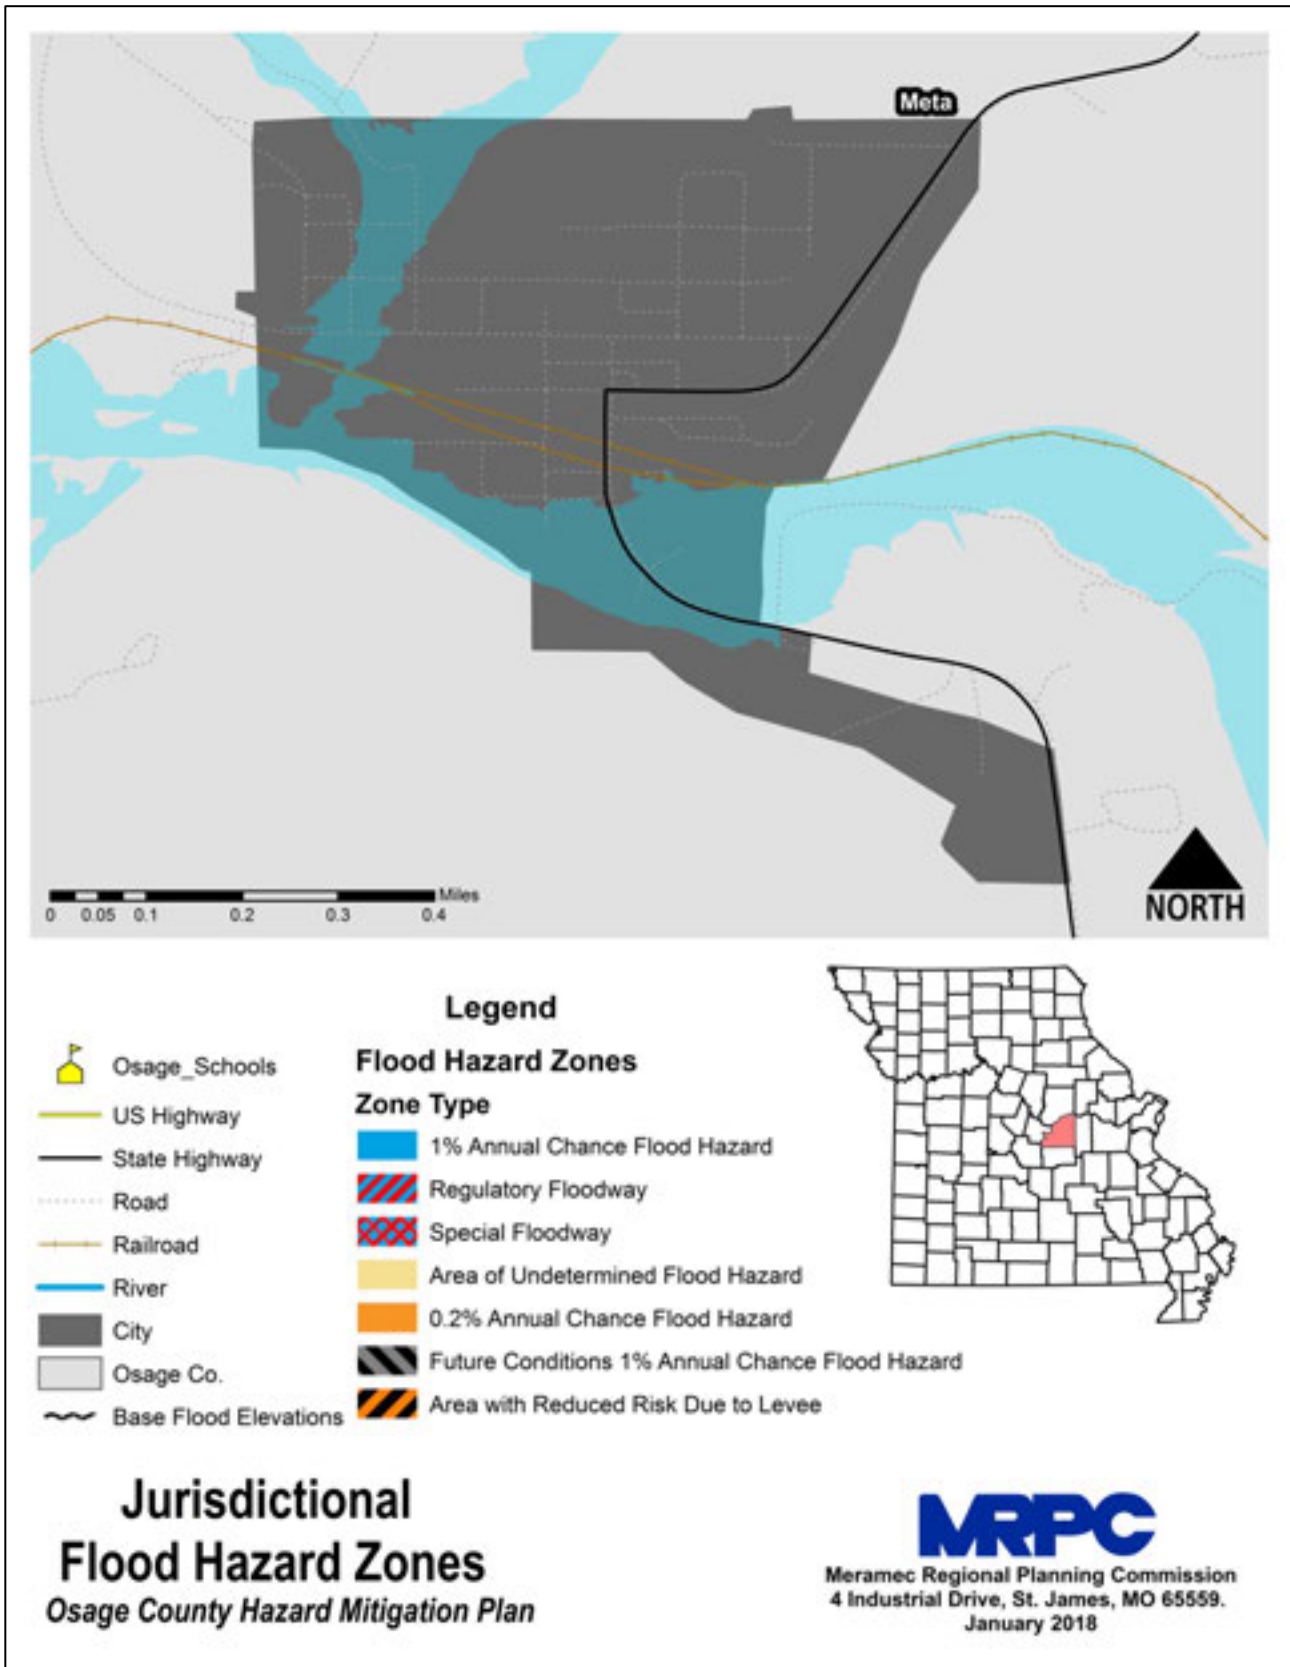 Meta
Miles
0 0.05 0.1 0.2 0.3 0.4
NORTH
Legend
Osage_Schools
US Highway
State Highway
Road
Railroad
River
City
Osage Co.
Base Flood Elevations
Flood Hazard Zones
Zone Type
1% Annual Chance Flood Hazard
Regulatory Floodway
Special Floodway
Area of Undetermined Flood Hazard
0.2% Annual Chance Flood Hazard
Future Conditions 1% Annual Chance Flood Hazard
Area with Reduced Risk Due to Levee
Jurisdictional
Flood Hazard Zones
Osage County Hazard Mitigation Plan
MRPC
Meramec Regional Planning Commission
4 Industrial Drive, St. James, MO 65559.
January 2018